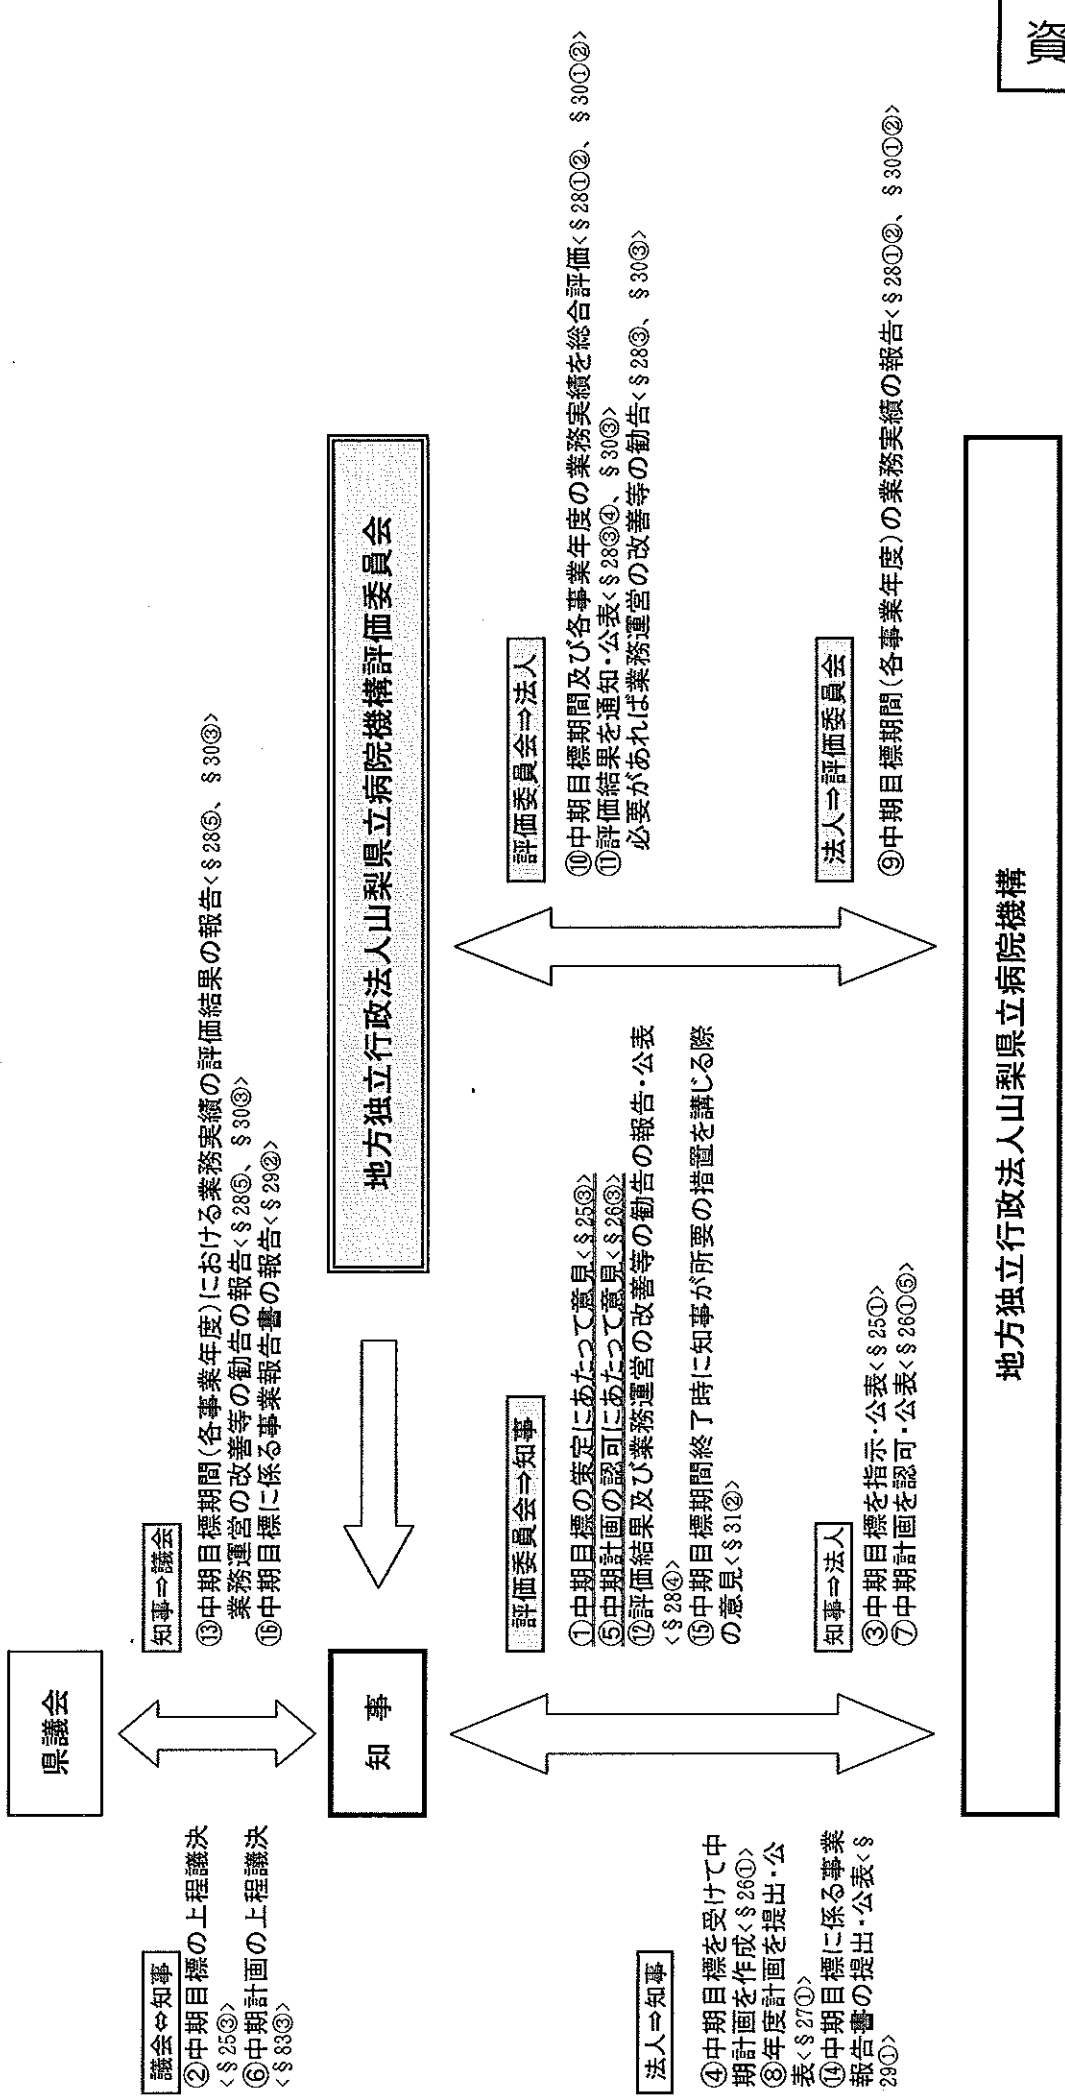 資
県議会
議会⇔知事
②中期目標の上程議決
<§25③>
⑥中期計画の上程議決
<§83③>
知事⇒議会
⑬中期目標期間(各事業年度)における業務実績の評価結果の報告<§28⑤、§30③>
業務運営の改善等の勧告の報告<§28⑤、§30③>
⑯中期目標に係る事業報告書の報告<§29②>
知 事
地方独立行政法人山梨県立病院機構評価委員会
評価委員会⇒知事
①中期目標の策定にあたって意見<§25③>
⑤中期計画の認可にあたって意見<§26③>
⑫評価結果及び業務運営の改善等の勧告の報告・公表
<§28④>
⑮中期目標期間終了時に知事が所要の措置を講じる際
の意見<§31②>
評価委員会⇒法人
⑩中期目標期間及び各事業年度の業務実績を総合評価<§28①②、§30①②>
⑪評価結果を通知・公表<§28③④、§30③>
必要があれば業務運営の改善等の勧告<§28③、§30③>
法人⇒知事
④中期目標を受けて中
期計画を作成<§26①>
⑧年度計画を提出・公
表<§27①>
⑭中期目標に係る事業
報告書の提出・公表<§
29①>
知事⇒法人
③中期目標を指示・公表<§25①>
⑦中期計画を認可・公表<§26①⑤>
法人⇒評価委員会
⑨中期目標期間(各事業年度)の業務実績の報告<§28①②、§30①②>
地方独立行政法人山梨県立病院機構